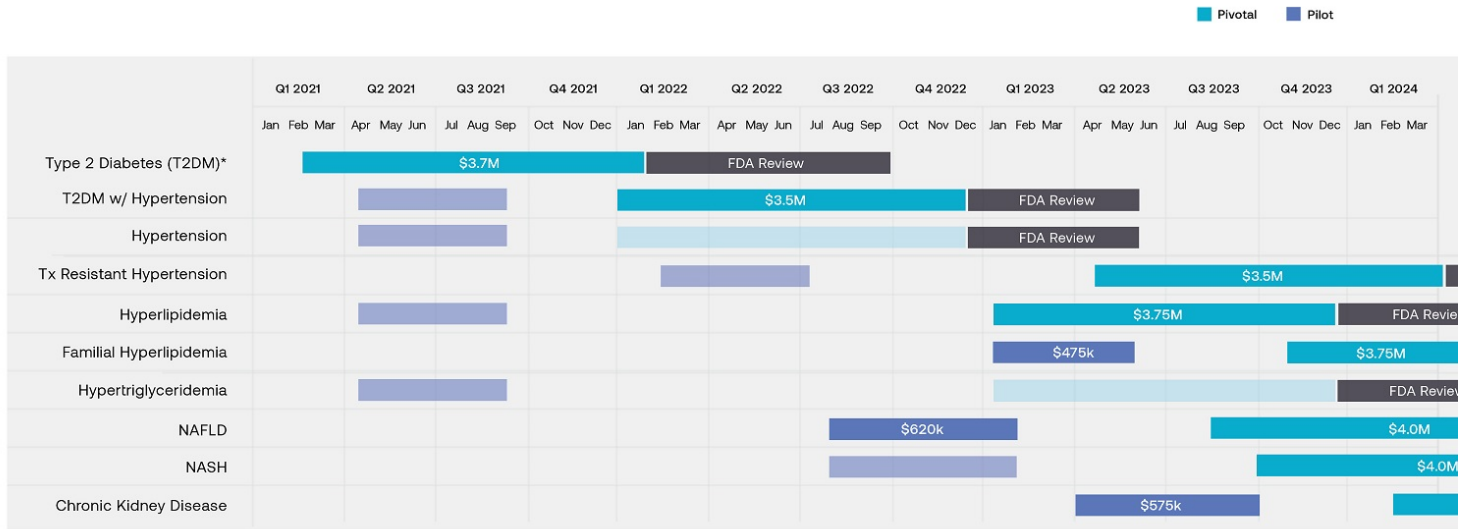 Pivotal Pilot
Q1 2021 Q2 2021 Q3 2021 Q4 2021 Q1 2022 Q2 2022 Q3 2022 Q4 2022 Q1 2023 Q2 2023 Q3 2023 Q4 2023 Q1 2024
Jan Feb Mar Apr May Jun Jul Aug Sep Oct Nov Dec Jan Feb Mar Apr May Jun Jul Aug Sep Oct Nov Dec Jan Feb Mar Apr May Jun Jul Aug Sep Oct Nov Dec Jan Feb Mar
Type 2 Diabetes (T2DM)* $3.7M FDA Review
T2DM w/ Hypertension $3.5M FDA Review
Hypertension FDA Review
Tx Resistant Hypertension $3.5M
Hyperlipidemia $3.75M FDA Revie
Familial Hyperlipidemia $475k $3.75M
Hypertriglyceridemia FDA Review
NAFLD $620k $4.0M
NASH $4.0M
Chronic Kidney Disease $575k